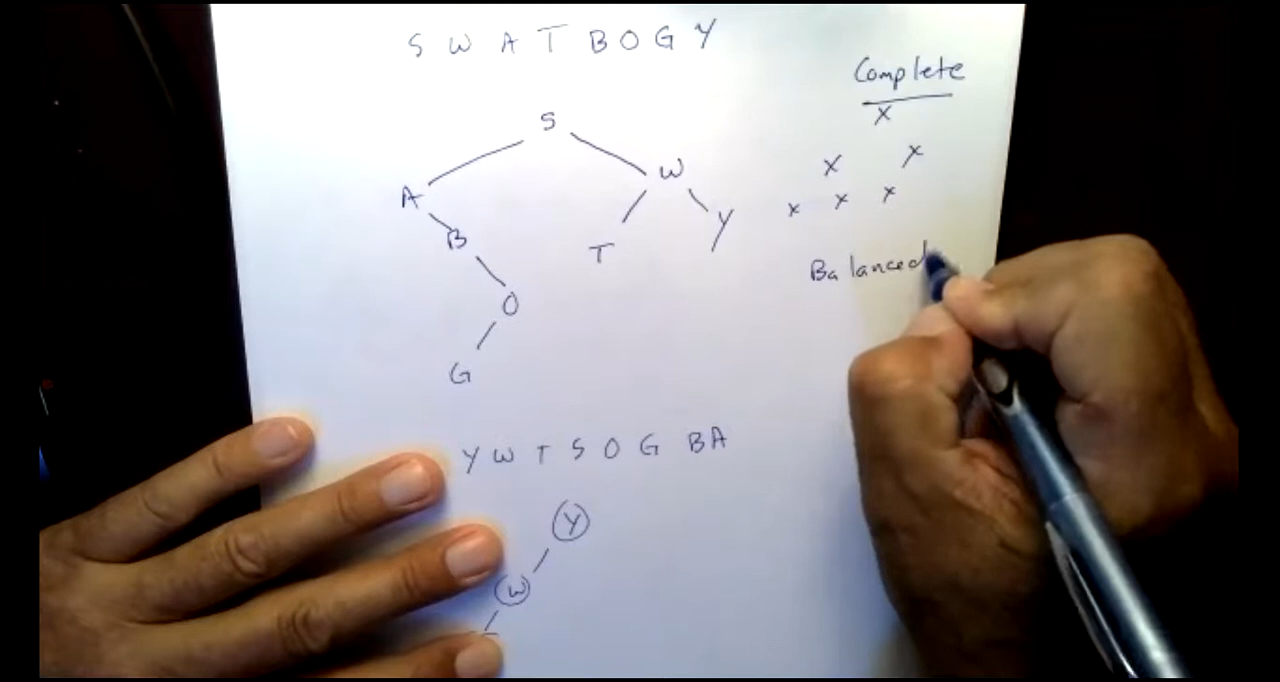 S W A T B O G Y
Complete
X
S
X X
W
A
X X X
B
Y
T
Balanced
O
G
Y W T S O G B A
Y
W